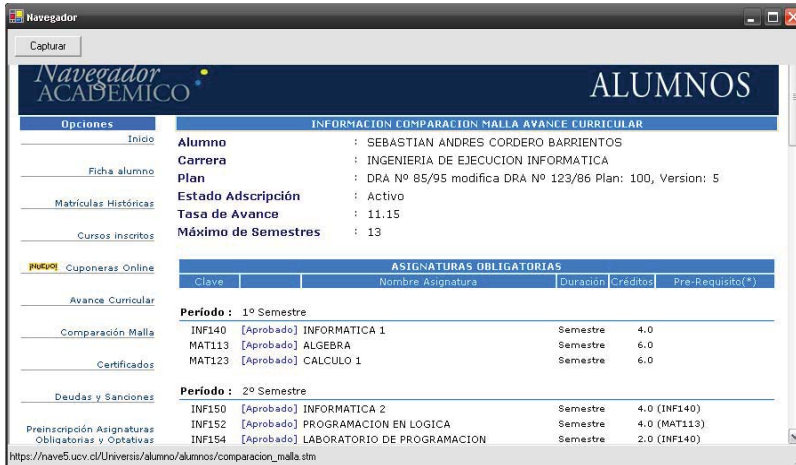 Navegador
Capturar
Navegador
ACADEMICO
ALUMNOS
Opciones
Inicio
Ficha alumno
Matrículas Históricas
Cursos inscritos
¡NUEVO! Cuponeras Online
Avance Curricular
Comparación Malla
Certificados
Deudas y Sanciones
Preinscripción Asignaturas
Obligatorias y Optativas
INFORMACION COMPARACION MALLA AVANCE CURRICULAR
Alumno : SEBASTIAN ANDRES CORDERO BARRIENTOS
Carrera : INGENIERIA DE EJECUCION INFORMATICA
Plan : DRA Nº 85/95 modifica DRA Nº 123/86 Plan: 100, Version: 5
Estado Adscripción : Activo
Tasa de Avance : 11.15
Máximo de Semestres : 13
ASIGNATURAS OBLIGATORIAS
Clave Nombre Asignatura Duración Créditos Pre-Requisito(*)
Período : 1º Semestre
INF140 [Aprobado] INFORMATICA 1 Semestre 4.0
MAT113 [Aprobado] ALGEBRA Semestre 6.0
MAT123 [Aprobado] CALCULO 1 Semestre 6.0
Período : 2º Semestre
INF150 [Aprobado] INFORMATICA 2 Semestre 4.0 (INF140)
INF152 [Aprobado] PROGRAMACION EN LOGICA Semestre 4.0 (MAT113)
INF154 [Aprobado] LABORATORIO DE PROGRAMACION Semestre 2.0 (INF140)
https://nave5.ucv.cl/Universis/alumno/alumnos/comparacion_malla.stm